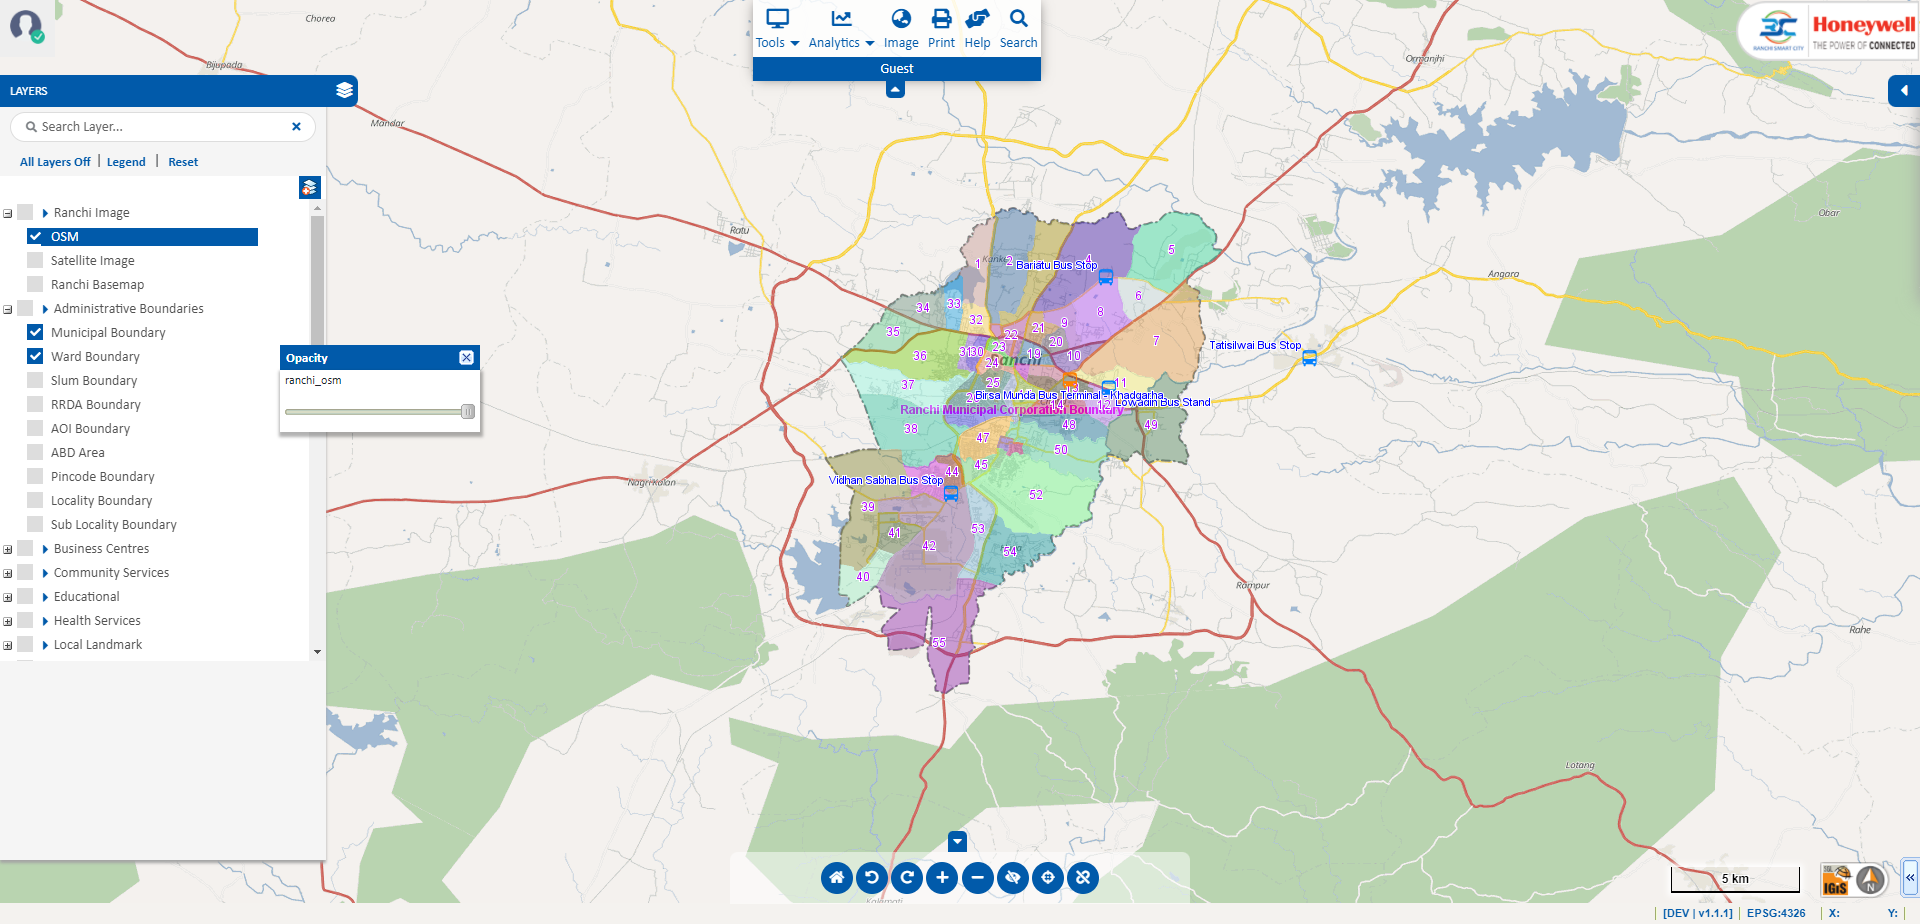 Tools
Analytics
Image
Print
Help
Search
Guest
RANCHI SMART CITY
Honeywell
THE POWER OF CONNECTED
LAYERS
Search Layer...
All Layers Off | Legend | Reset
Ranchi Image
OSM
Satellite Image
Ranchi Basemap
Administrative Boundaries
Municipal Boundary
Ward Boundary
Slum Boundary
RRDA Boundary
AOI Boundary
ABD Area
Pincode Boundary
Locality Boundary
Sub Locality Boundary
Business Centres
Community Services
Educational
Health Services
Local Landmark
Opacity
ranchi_osm
Chorea
Bijupada
Mandar
Ratu
Nagri Kalan
Ormanjhi
Obar
Angara
Rampur
Rahe
Lotang
Kalamati
Ranchi
Bariatu Bus Stop
Tatisilwai Bus Stop
Birsa Munda Bus Terminal - Khadgarha
Lowadih Bus Stand
Ranchi Municipal Corporation Boundary
Vidhan Sabha Bus Stop
1
2
4
5
6
7
8
9
10
11
19
20
21
22
23
24
25
30
31
32
33
34
35
36
37
38
39
40
41
42
44
45
47
48
49
50
52
53
54
55
5 km
IGiS
N
[DEV | v1.1.1]
EPSG:4326
X:
Y: